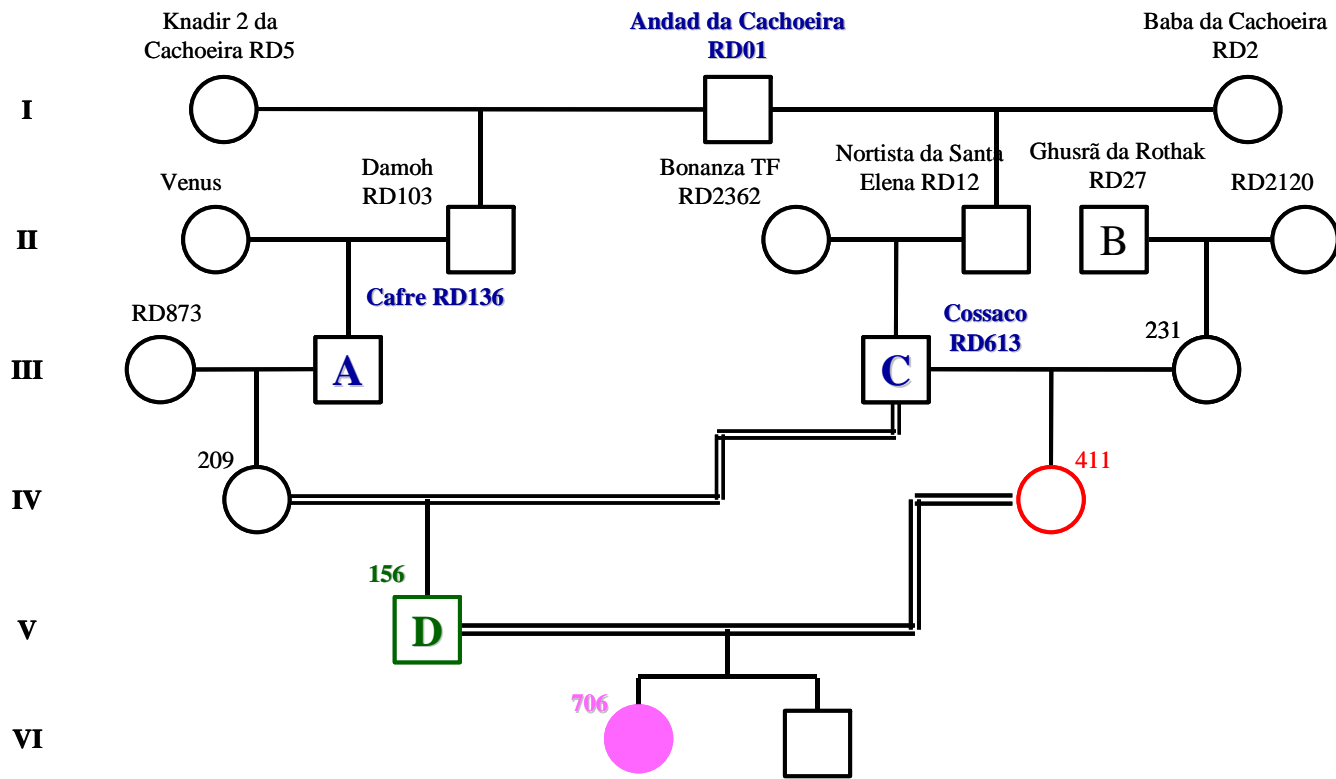 Knadir 2 da
Cachoeira RD5
Andad da Cachoeira
RD01
Baba da Cachoeira
RD2
I
Venus
Damoh
RD103
Bonanza TF
RD2362
Nortista da Santa
Elena RD12
Ghusrã da Rothak
RD27
RD2120
II
B
Cafre RD136
RD873
Cossaco
RD613
231
III
A
C
209
411
IV
156
V
D
706
VI